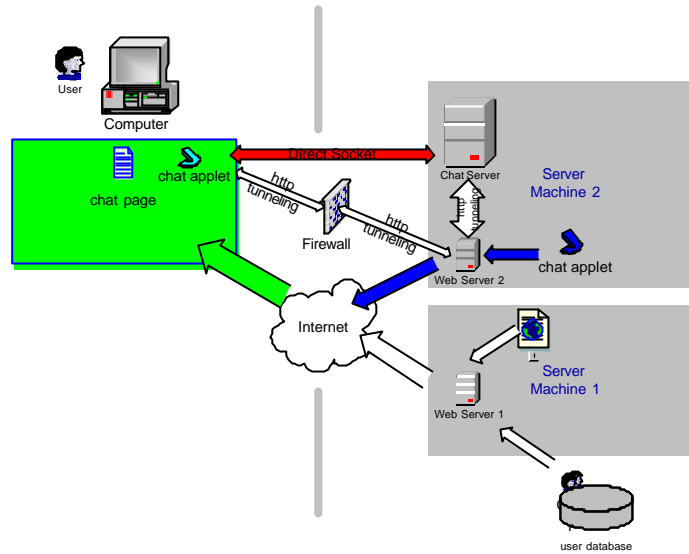 User
Computer
Direct Socket
Chat Server
Server
Machine 2
chat applet
chat page
http
tunneling
http
tunneling
http
tunneling
Firewall
chat applet
Web Server 2
Internet
Server
Machine 1
Web Server 1
user database